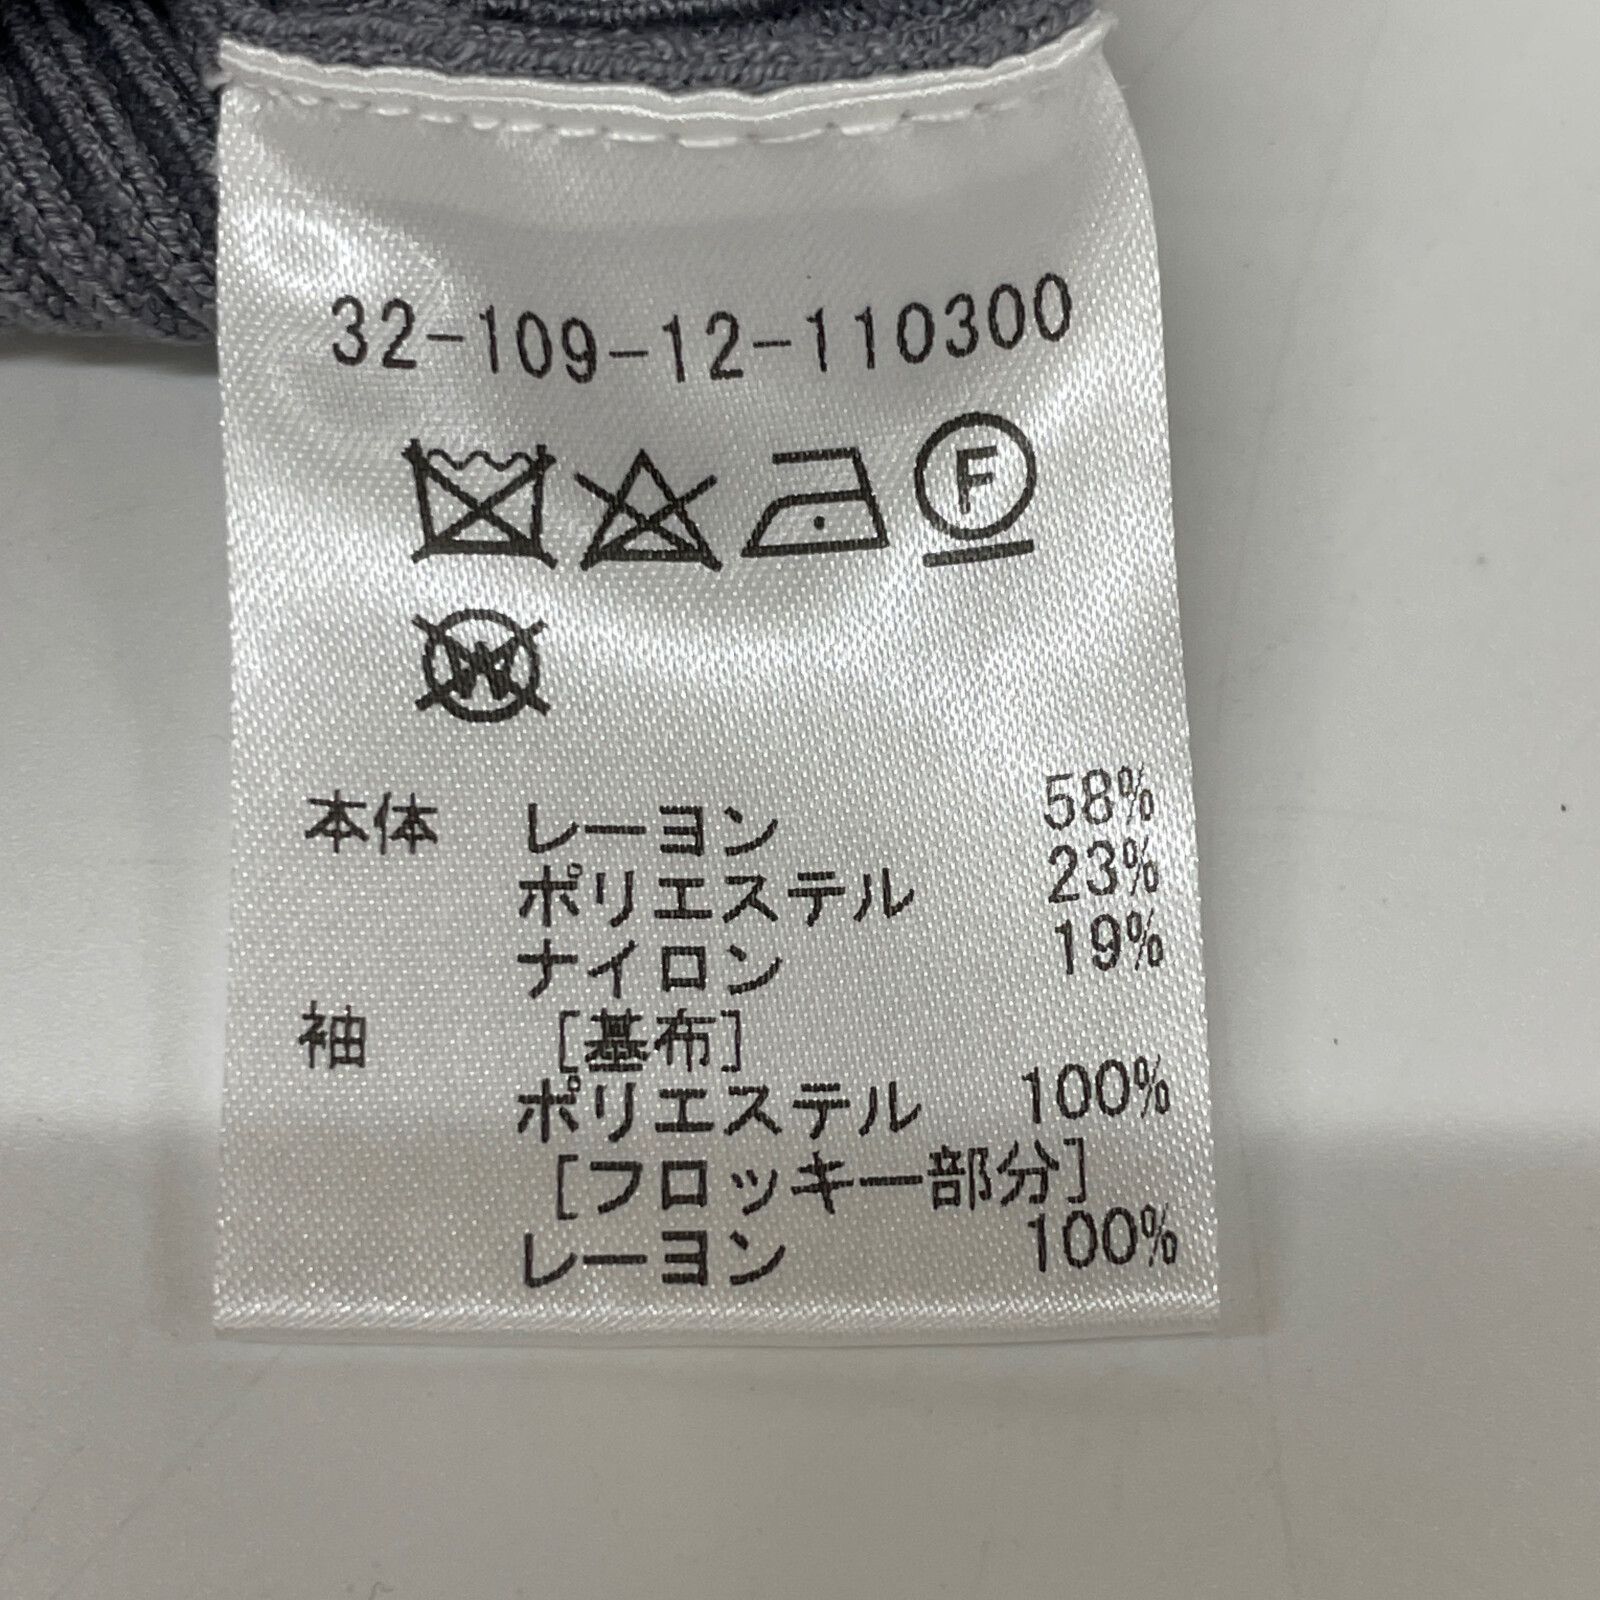 32-109-12-110300
F
W
本体 レーヨン 58%
ポリエステル 23%
ナイロン 19%
袖 [基布]
ポリエステル 100%
[フロッキー部分]
レーヨン 100%